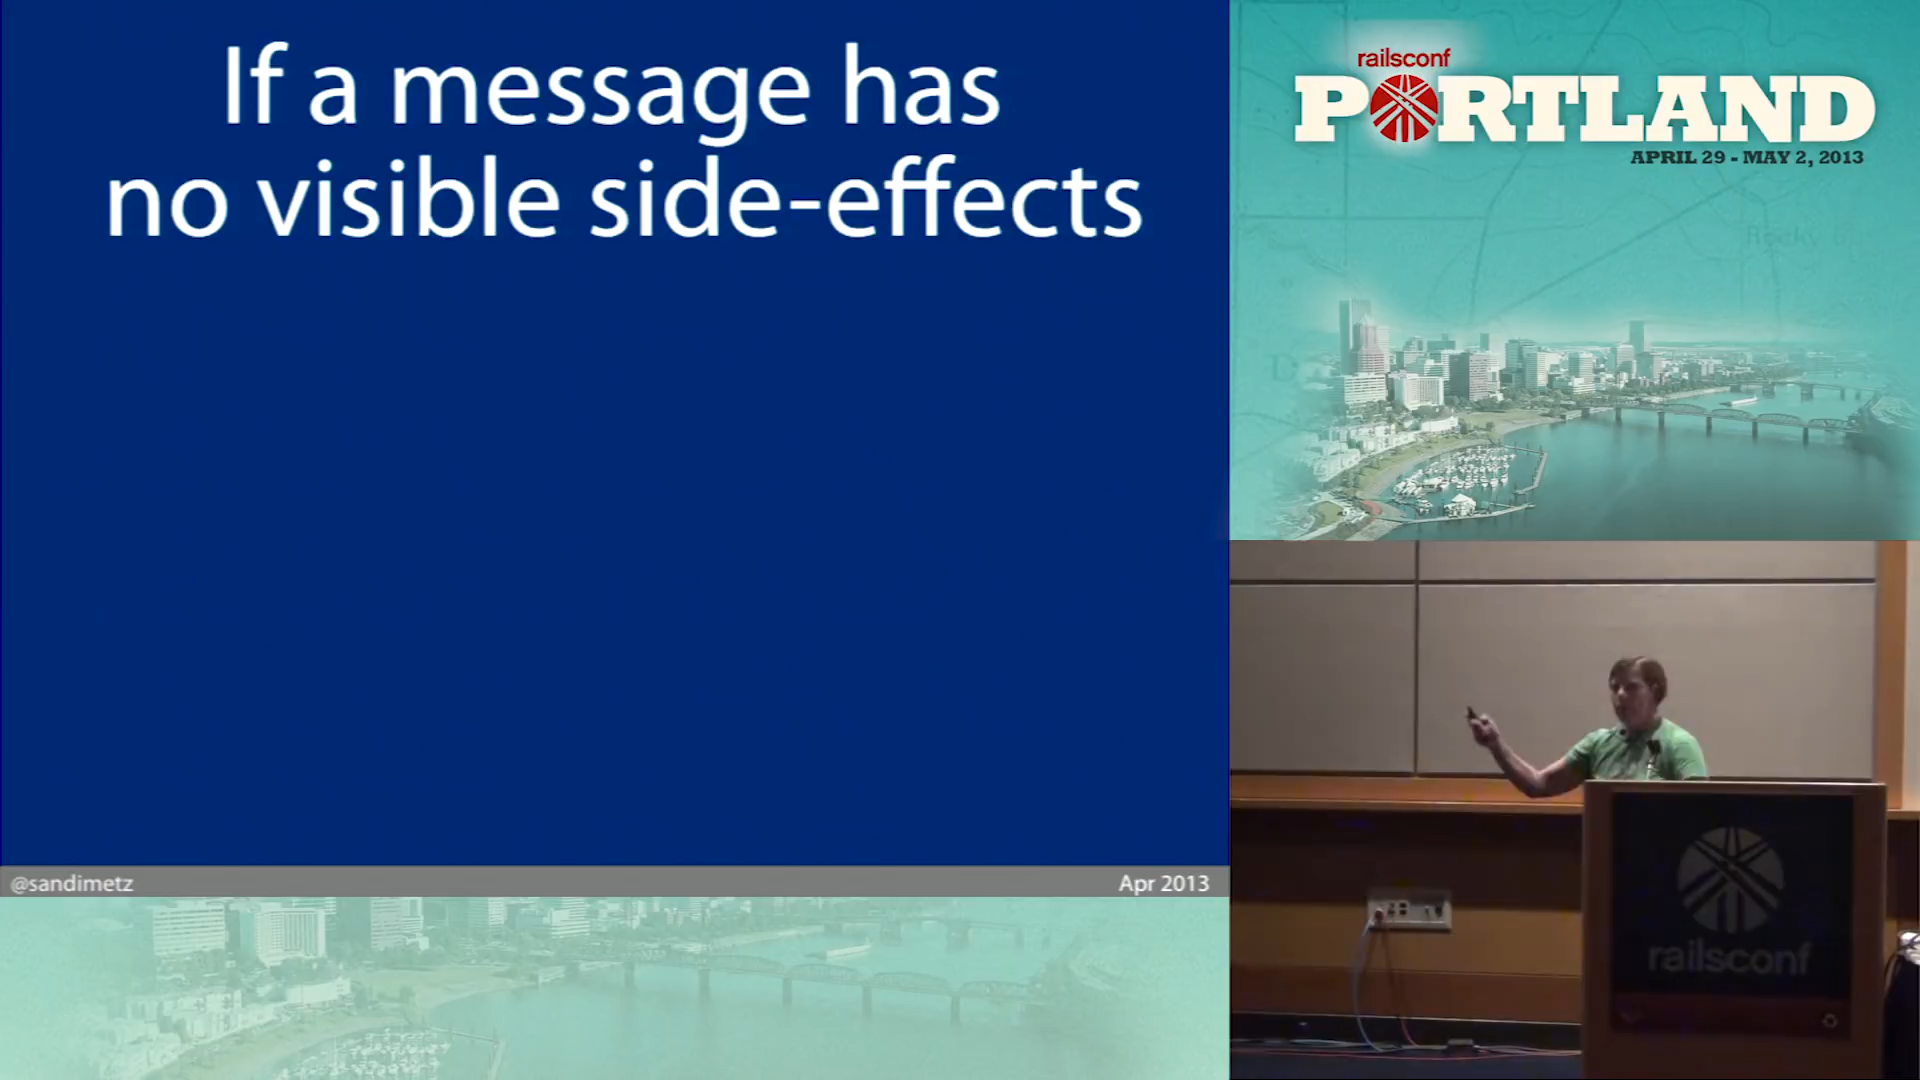 If a message has
no visible side-effects
@sandimetz
Apr 2013
railsconf
PORTLAND
APRIL 29 - MAY 2, 2013
railsconf